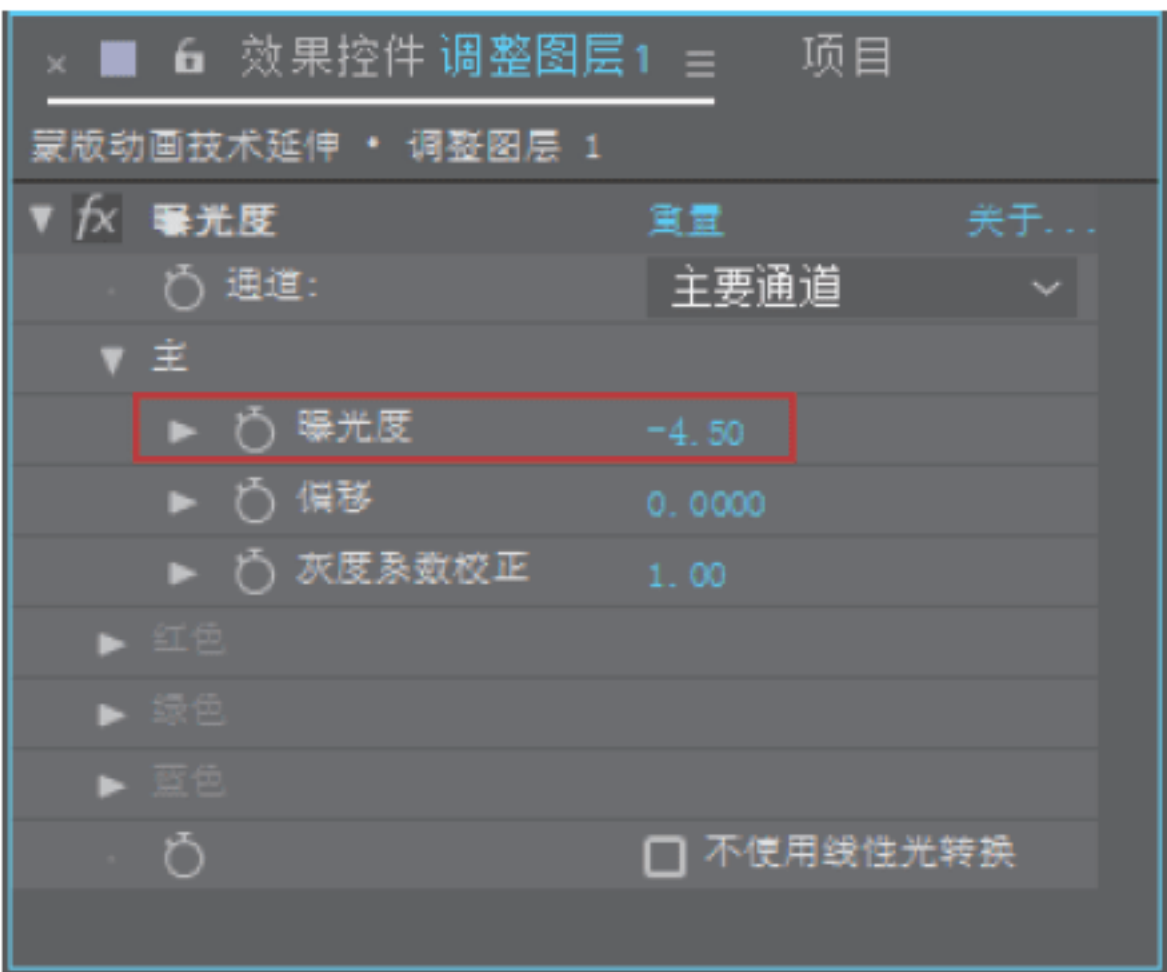 × 效果控件 调整图层1 ≡ 项目
蒙版动画技术延伸 • 调整图层 1
fx 曝光度 重置 关于...
通道: 主要通道
主
曝光度 -4.50
偏移 0.0000
灰度系数校正 1.00
红色
绿色
蓝色
不使用线性光转换